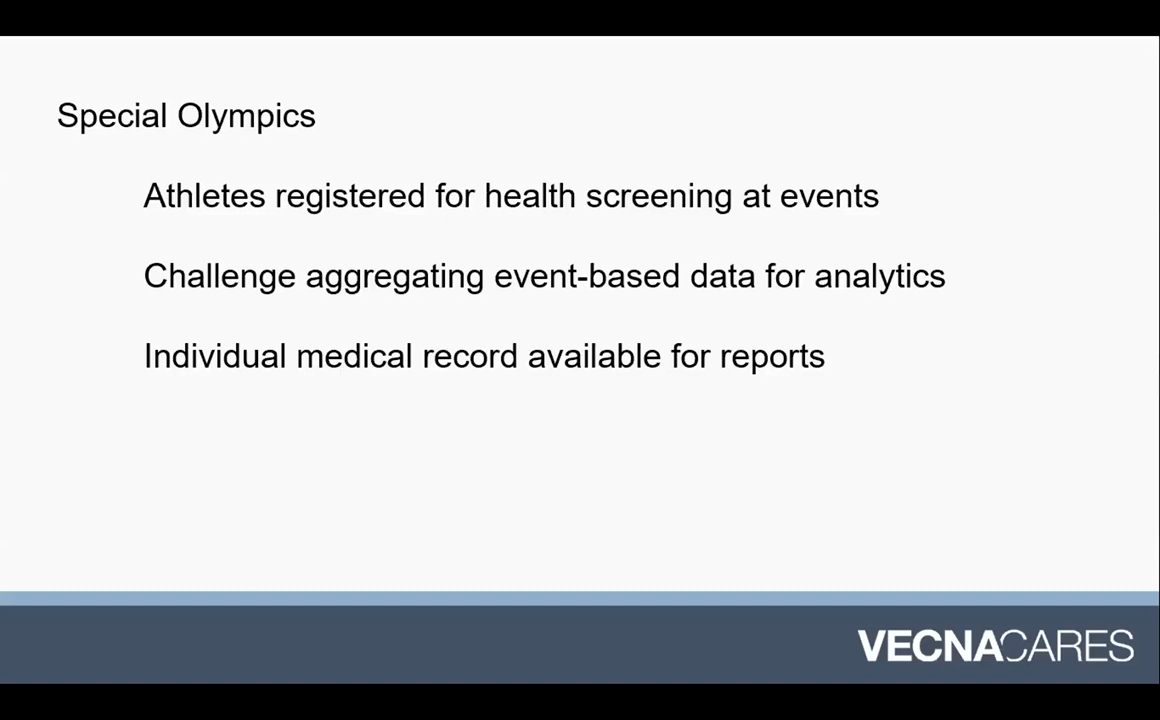 Special Olympics
Athletes registered for health screening at events
Challenge aggregating event-based data for analytics
Individual medical record available for reports
VECNACARES